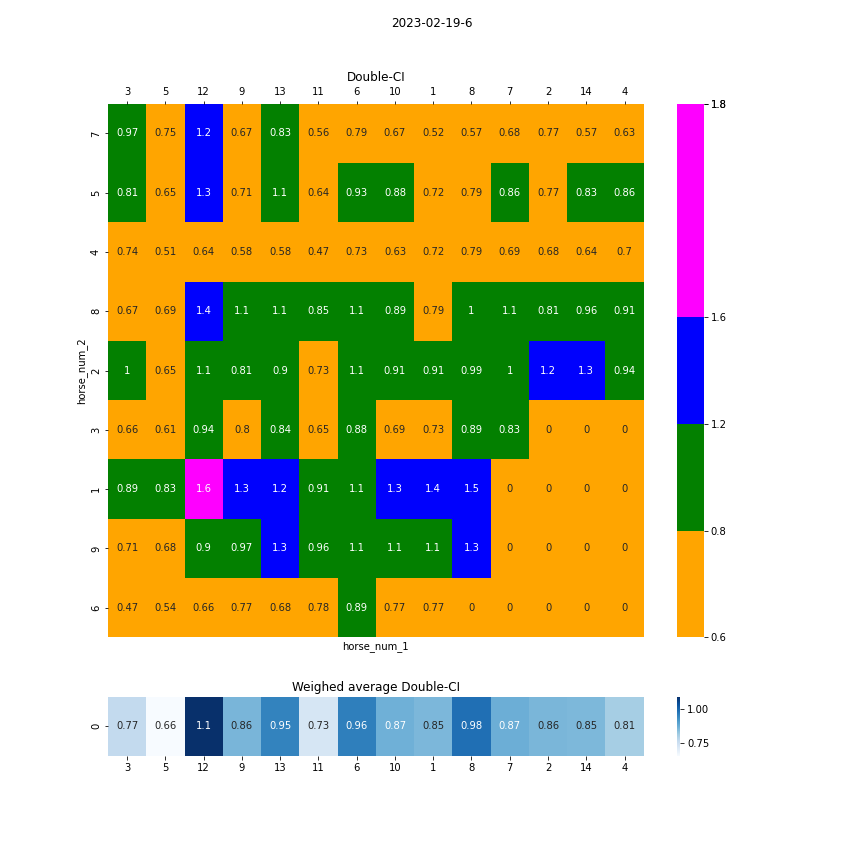 2023-02-19-6
Double-CI
3 5 12 9 13 11 6 10 1 8 7 2 14 4
7 0.97 0.75 1.2 0.67 0.83 0.56 0.79 0.67 0.52 0.57 0.68 0.77 0.57 0.63
5 0.81 0.65 1.3 0.71 1.1 0.64 0.93 0.88 0.72 0.79 0.86 0.77 0.83 0.86
4 0.74 0.51 0.64 0.58 0.58 0.47 0.73 0.63 0.72 0.79 0.69 0.68 0.64 0.7
8 0.67 0.69 1.4 1.1 1.1 0.85 1.1 0.89 0.79 1 1.1 0.81 0.96 0.91
2 1 0.65 1.1 0.81 0.9 0.73 1.1 0.91 0.91 0.99 1 1.2 1.3 0.94
3 0.66 0.61 0.94 0.8 0.84 0.65 0.88 0.69 0.73 0.89 0.83 0 0 0
1 0.89 0.83 1.6 1.3 1.2 0.91 1.1 1.3 1.4 1.5 0 0 0 0
9 0.71 0.68 0.9 0.97 1.3 0.96 1.1 1.1 1.1 1.3 0 0 0 0
6 0.47 0.54 0.66 0.77 0.68 0.78 0.89 0.77 0.77 0 0 0 0 0
horse_num_2
horse_num_1
1.8
1.6
1.2
0.8
0.6
Weighed average Double-CI
0 0.77 0.66 1.1 0.86 0.95 0.73 0.96 0.87 0.85 0.98 0.87 0.86 0.85 0.81
3 5 12 9 13 11 6 10 1 8 7 2 14 4
1.00
0.75